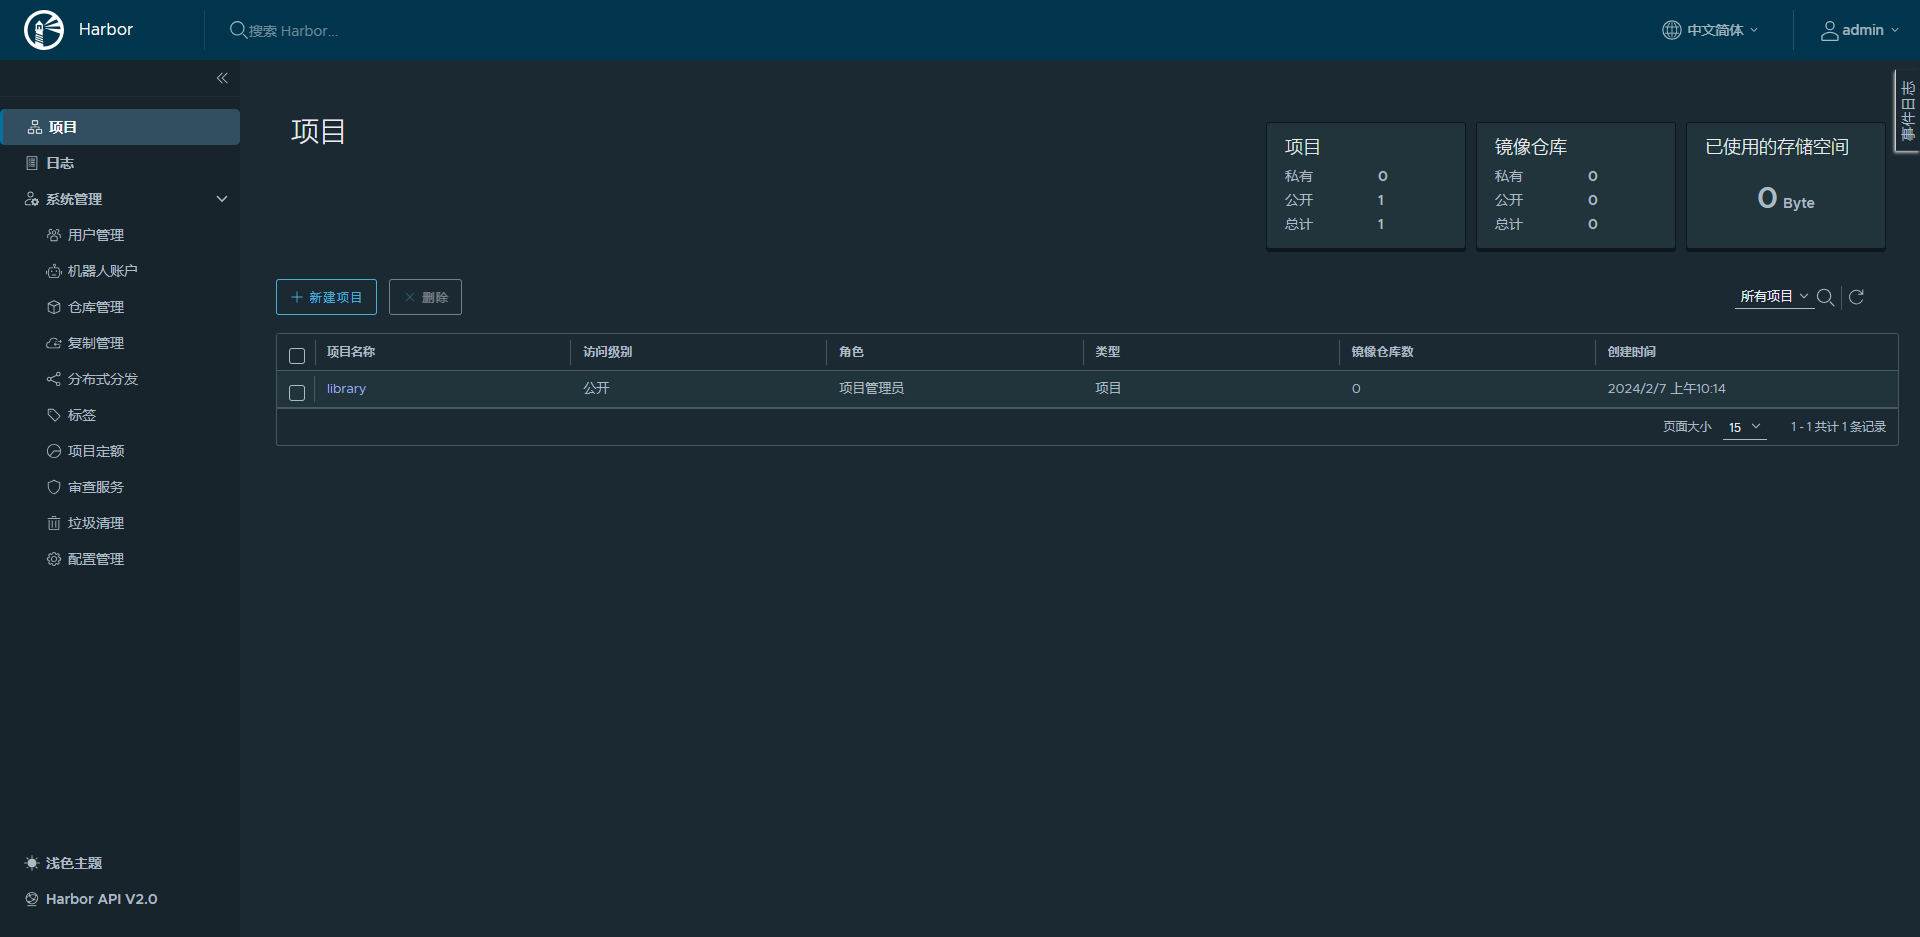 Harbor
搜索 Harbor...
中文简体
admin
事件日志
项目
日志
系统管理
用户管理
机器人账户
仓库管理
复制管理
分布式分发
标签
项目定额
审查服务
垃圾清理
配置管理
浅色主题
Harbor API V2.0
项目
项目
私有 0
公开 1
总计 1
镜像仓库
私有 0
公开 0
总计 0
已使用的存储空间
0 Byte
新建项目
删除
所有项目
项目名称 访问级别 角色 类型 镜像仓库数 创建时间
library 公开 项目管理员 项目 0 2024/2/7 上午10:14
页面大小 15 1 - 1 共计 1 条记录